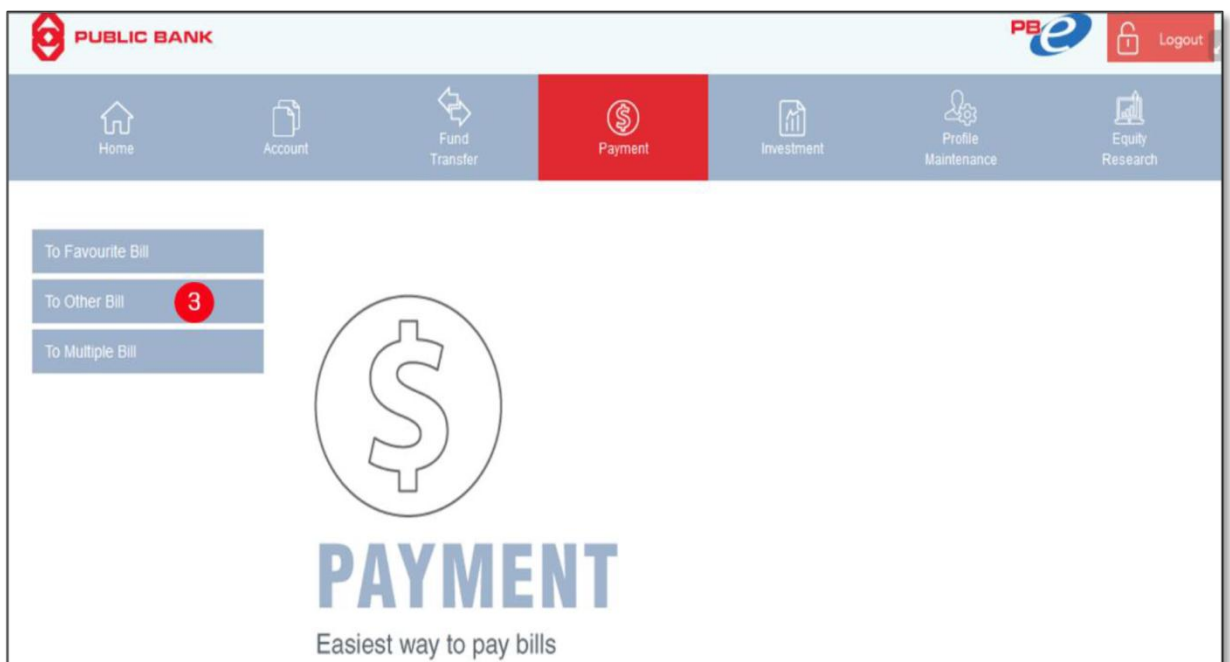 PUBLIC BANK
PBe
Logout
Home
Account
Fund
Transfer
Payment
Investment
Profile
Maintenance
Equity
Research
To Favourite Bill
To Other Bill 3
To Multiple Bill
PAYMENT
Easiest way to pay bills